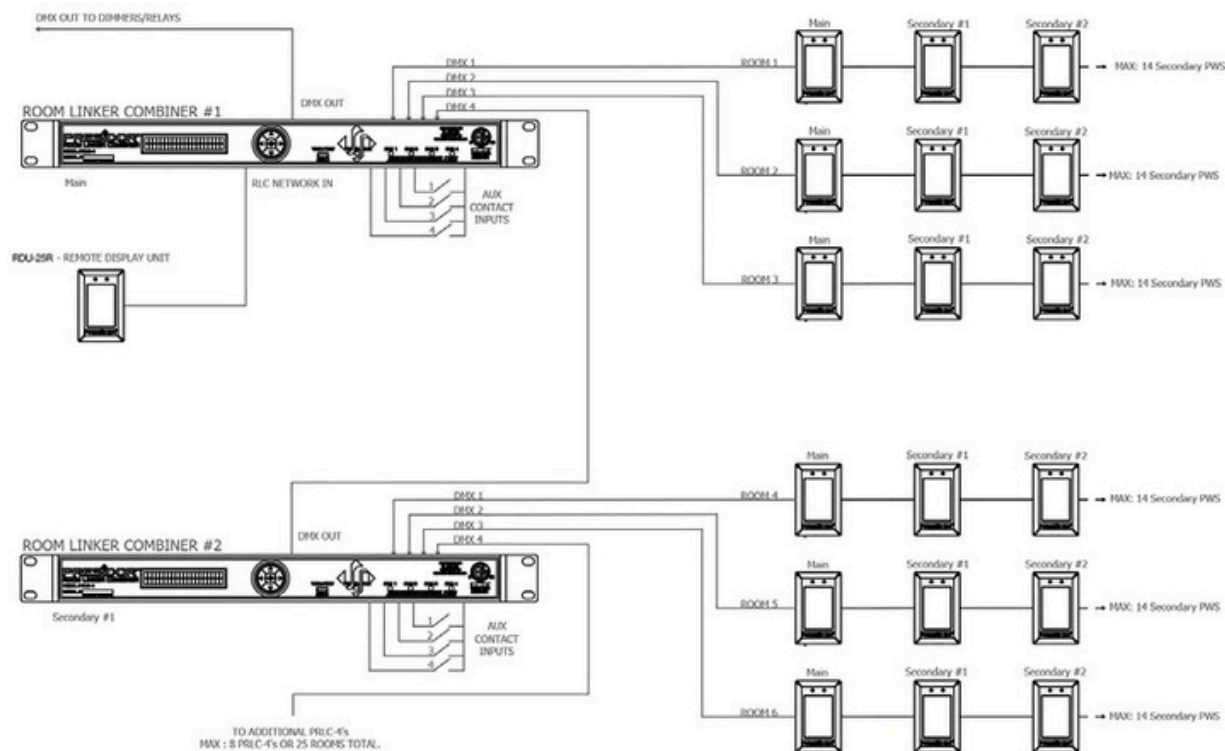 DMX OUT TO DIMMERS/RELAYS
Main
Secondary #1
Secondary #2
DMX 1
DMX 2
DMX 3
DMX 4
ROOM 1
MAX: 14 Secondary PWS
ROOM LINKER COMBINER #1
DMX OUT
Main
RLC NETWORK IN
1
2
3
4
AUX
CONTACT
INPUTS
Main
Secondary #1
Secondary #2
ROOM 2
MAX: 14 Secondary PWS
RDU-25R - REMOTE DISPLAY UNIT
Main
Secondary #1
Secondary #2
ROOM 3
MAX: 14 Secondary PWS
Main
Secondary #1
Secondary #2
DMX 1
DMX 2
DMX 3
DMX 4
ROOM 4
MAX: 14 Secondary PWS
ROOM LINKER COMBINER #2
DMX OUT
Secondary #1
1
2
3
4
AUX
CONTACT
INPUTS
Main
Secondary #1
Secondary #2
ROOM 5
MAX: 14 Secondary PWS
Main
Secondary #1
Secondary #2
ROOM 6
MAX: 14 Secondary PWS
TO ADDITIONAL PRLC-4's
MAX : 8 PRLC-4's OR 25 ROOMS TOTAL.